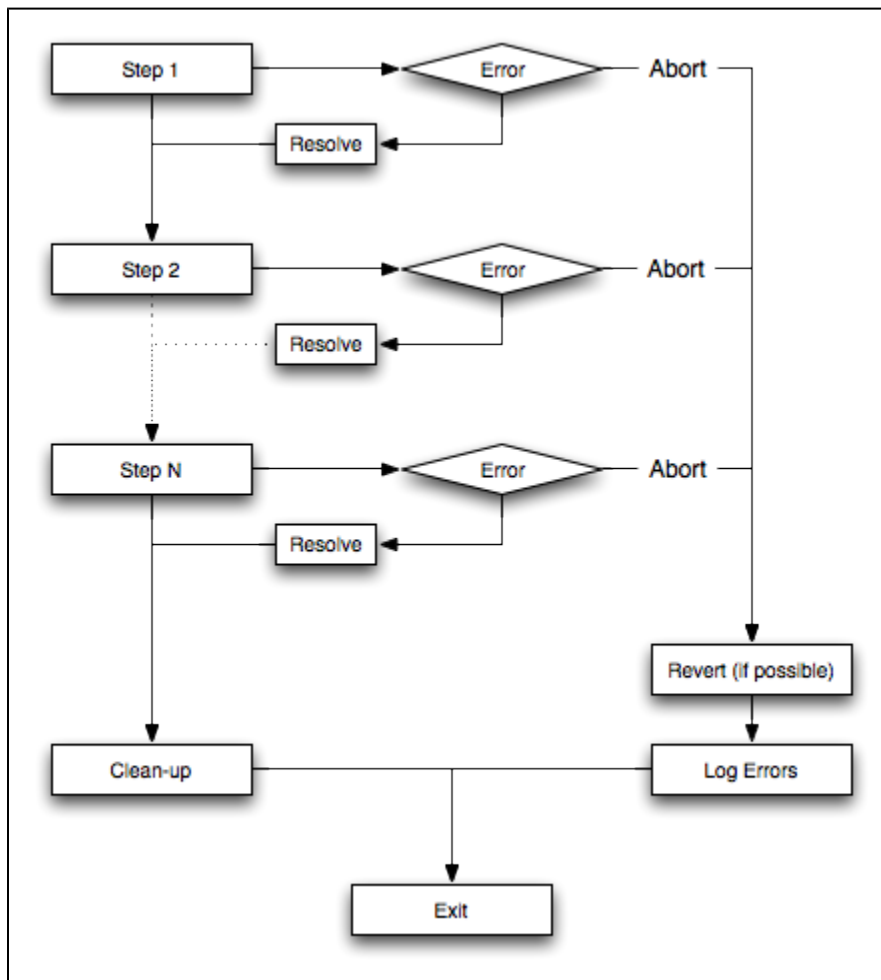 Step 1
Error
Abort
Resolve
Step 2
Error
Abort
Resolve
Step N
Error
Abort
Resolve
Revert (if possible)
Clean-up
Log Errors
Exit